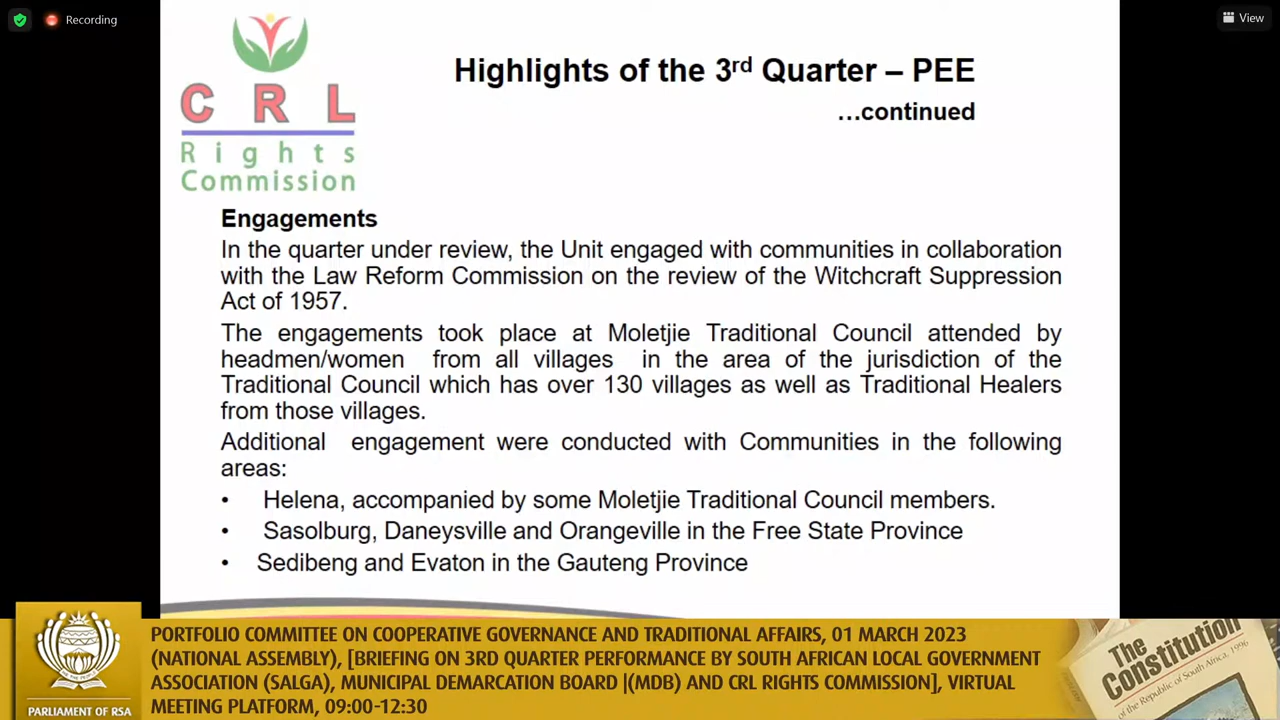 Recording
View
C R L
Rights
Commission
Highlights of the 3rd Quarter – PEE
...continued
Engagements
In the quarter under review, the Unit engaged with communities in collaboration
with the Law Reform Commission on the review of the Witchcraft Suppression
Act of 1957.
The engagements took place at Moletjie Traditional Council attended by
headmen/women from all villages in the area of the jurisdiction of the
Traditional Council which has over 130 villages as well as Traditional Healers
from those villages.
Additional engagement were conducted with Communities in the following
areas:
• Helena, accompanied by some Moletjie Traditional Council members.
• Sasolburg, Daneysville and Orangeville in the Free State Province
• Sedibeng and Evaton in the Gauteng Province
PARLIAMENT OF RSA
PORTFOLIO COMMITTEE ON COOPERATIVE GOVERNANCE AND TRADITIONAL AFFAIRS, 01 MARCH 2023
(NATIONAL ASSEMBLY), [BRIEFING ON 3RD QUARTER PERFORMANCE BY SOUTH AFRICAN LOCAL GOVERNMENT
ASSOCIATION (SALGA), MUNICIPAL DEMARCATION BOARD |(MDB) AND CRL RIGHTS COMMISSION], VIRTUAL
MEETING PLATFORM, 09:00-12:30
The
Constitution
of the Republic of South Africa, 1996